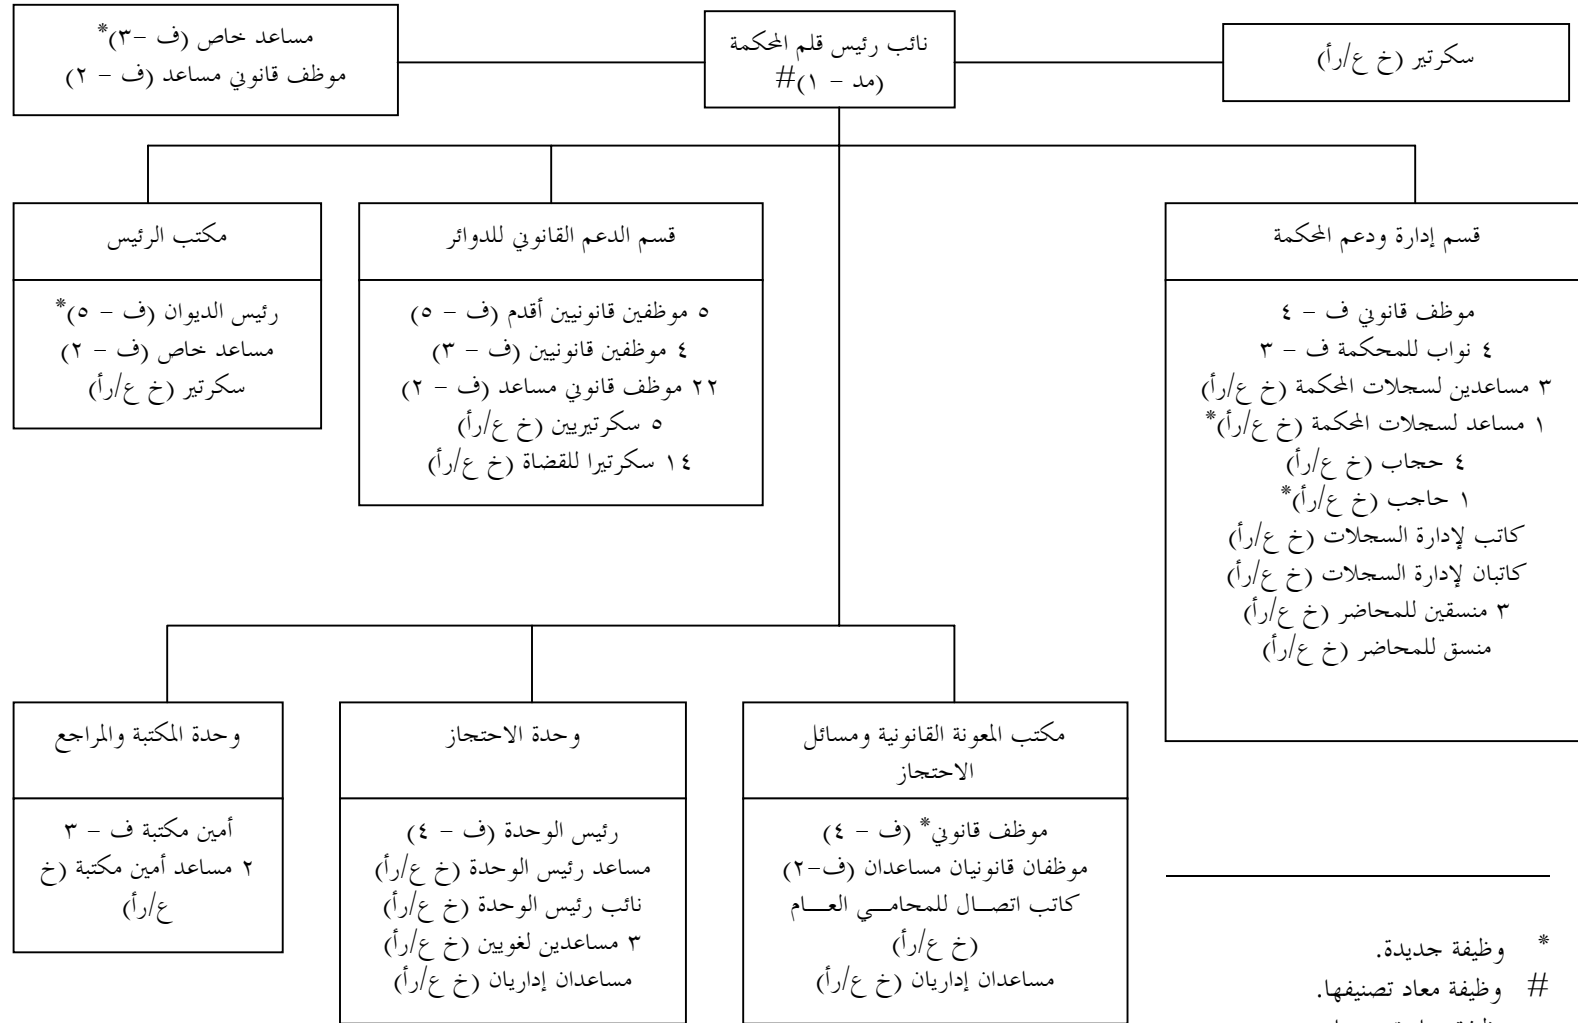 سكرتير (خ ع/رأ)
نائب رئيس قلم المحكمة
(مد - ١)#
مساعد خاص (ف -٣)*
موظف قانوني مساعد (ف - ٢)
قسم إدارة ودعم المحكمة
موظف قانوني ف - ٤
٤ نواب للمحكمة ف - ٣
٣ مساعدين لسجلات المحكمة (خ ع/رأ)
١ مساعد لسجلات المحكمة (خ ع/رأ)*
٤ حجاب (خ ع/رأ)
١ حاجب (خ ع/رأ)*
كاتب لإدارة السجلات (خ ع/رأ)
كاتبان لإدارة السجلات (خ ع/رأ)
٣ منسقين للمحاضر (خ ع/رأ)
منسق للمحاضر (خ ع/رأ)
قسم الدعم القانوني للدوائر
٥ موظفين قانونيين أقدم (ف - ٥)
٤ موظفين قانونيين (ف - ٣)
٢٢ موظف قانوني مساعد (ف - ٢)
٥ سكرتيريين (خ ع/رأ)
١٤ سكرتيرا للقضاة (خ ع/رأ)
مكتب الرئيس
رئيس الديوان (ف - ٥)*
مساعد خاص (ف - ٢)
سكرتير (خ ع/رأ)
مكتب المعونة القانونية ومسائل
الاحتجاز
موظف قانوني* (ف - ٤)
موظفان قانونيان مساعدان (ف-٢)
كاتب اتصال للمحامي العام
(خ ع/رأ)
مساعدان إداريان (خ ع/رأ)
وحدة الاحتجاز
رئيس الوحدة (ف - ٤)
مساعد رئيس الوحدة (خ ع/رأ)
نائب رئيس الوحدة (خ ع/رأ)
٣ مساعدين لغويين (خ ع/رأ)
مساعدان إداريان (خ ع/رأ)
وحدة المكتبة والمراجع
أمين مكتبة ف - ٣
٢ مساعد أمين مكتبة (خ
ع/رأ)
* وظيفة جديدة.
# وظيفة معاد تصنيفها.